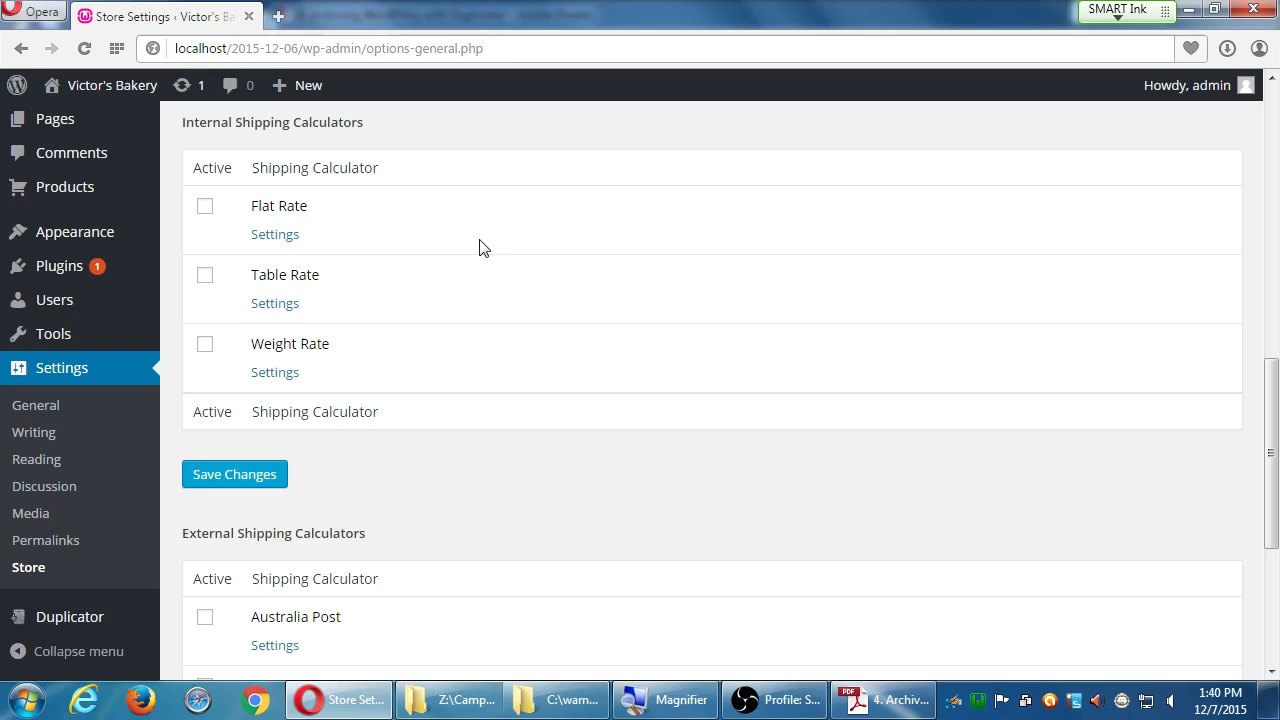 Opera
Store Settings ‹ Victor's Ba
SMART Ink
localhost/2015-12-06/wp-admin/options-general.php
Victor's Bakery
1
0
New
Howdy, admin
Pages
Comments
Products
Appearance
Plugins 1
Users
Tools
Settings
General
Writing
Reading
Discussion
Media
Permalinks
Store
Duplicator
Collapse menu
Internal Shipping Calculators
Active Shipping Calculator
Flat Rate
Settings
Table Rate
Settings
Weight Rate
Settings
Active Shipping Calculator
Save Changes
External Shipping Calculators
Active Shipping Calculator
Australia Post
Settings
Store Set...
Z:\Camp...
C:\wam...
Magnifier
Profile: S...
PDF
4. Archiv...
1:40 PM
12/7/2015